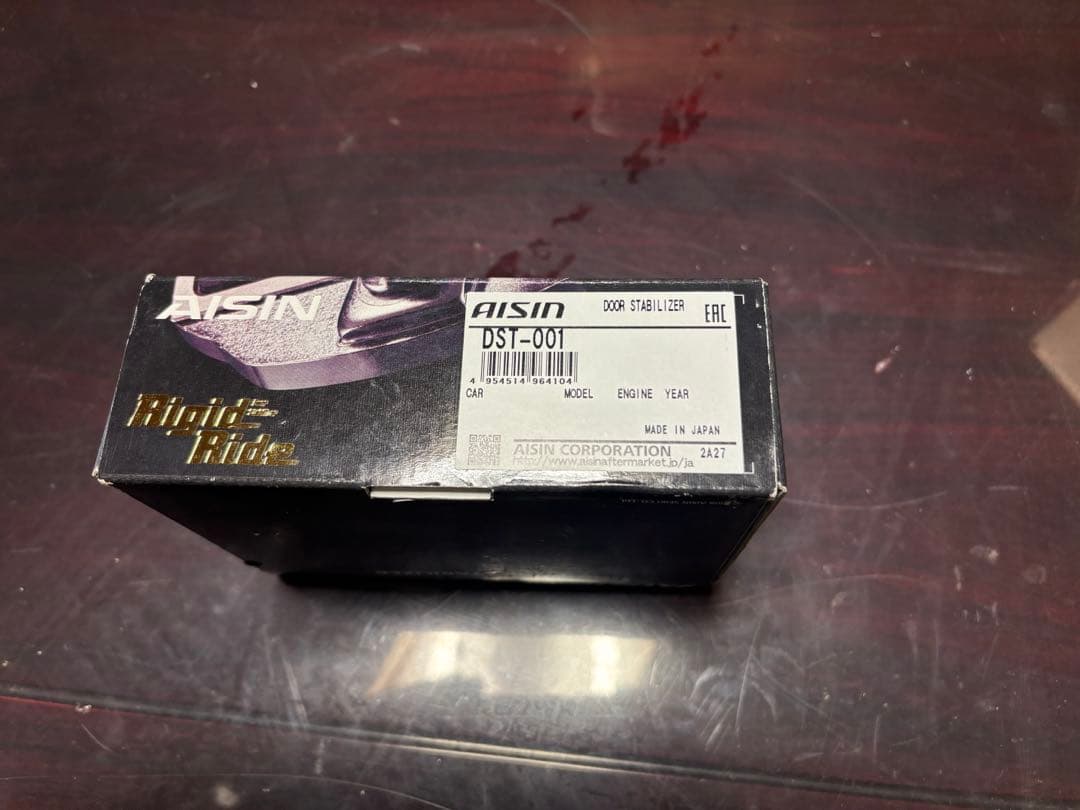 AISIN
Rigid
Ride
AISIN DOOR STABILIZER EAC
DST-001
4 954514 964104
CAR MODEL ENGINE YEAR
MADE IN JAPAN
AISIN CORPORATION 2A27
http://www.aisinaftermarket.jp/ja